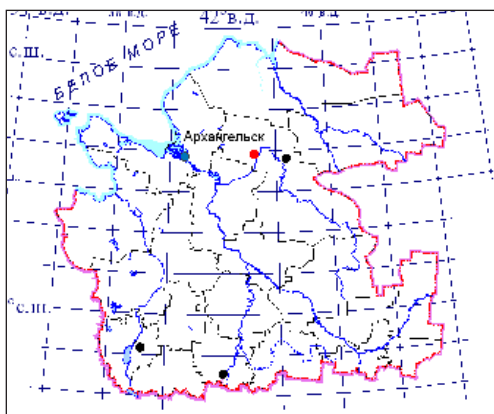 42° в.д.
с.ш.
БЕЛОЕ МОРЕ
Архангельск
°с.ш.